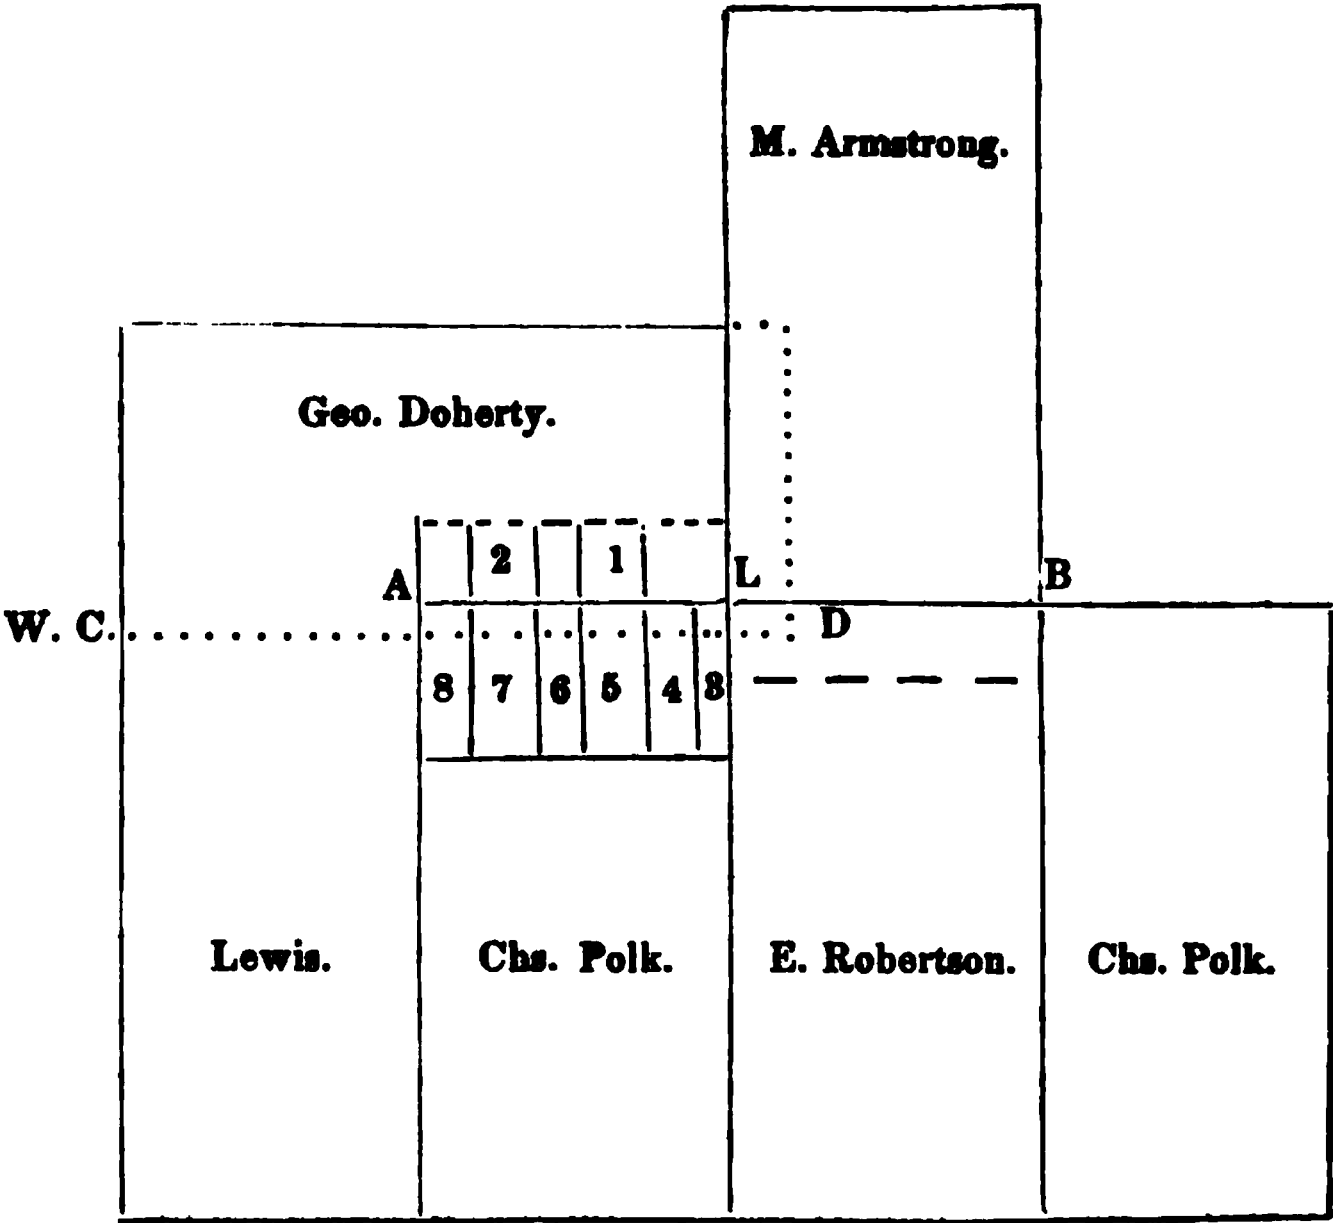 M. Armstrong.
Geo. Doherty.
2 1
A L B
W. C. D
8 7 6 5 4 3
Lewis. Chs. Polk. E. Robertson. Chs. Polk.